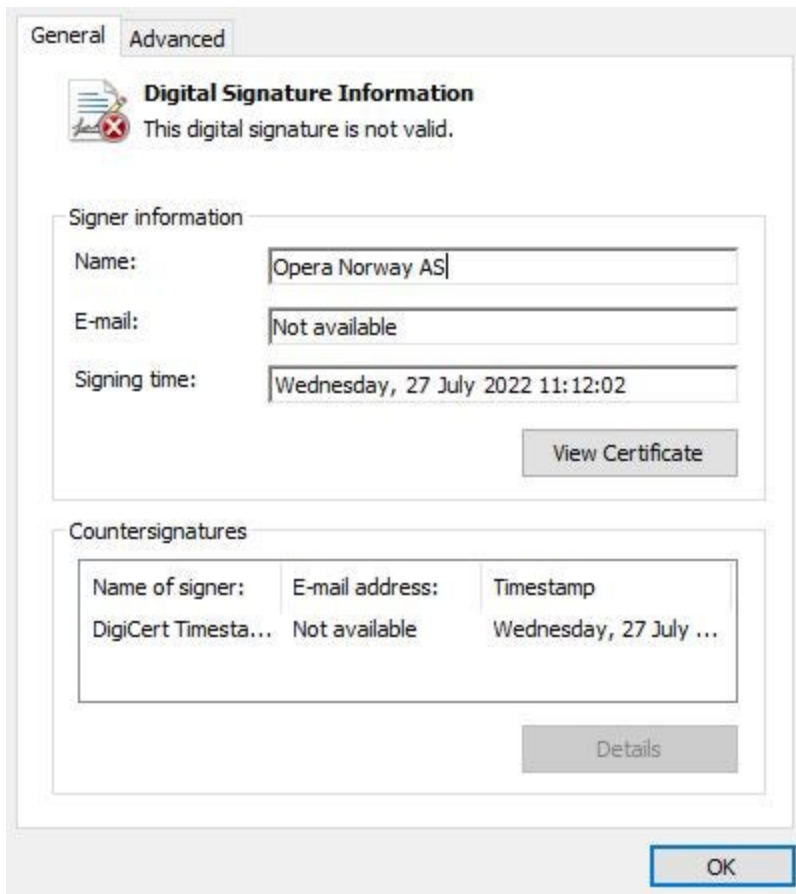 General Advanced
Digital Signature Information
This digital signature is not valid.
Signer information
Name: Opera Norway AS
E-mail: Not available
Signing time: Wednesday, 27 July 2022 11:12:02
View Certificate
Countersignatures
Name of signer: E-mail address: Timestamp
DigiCert Timesta... Not available Wednesday, 27 July ...
Details
OK